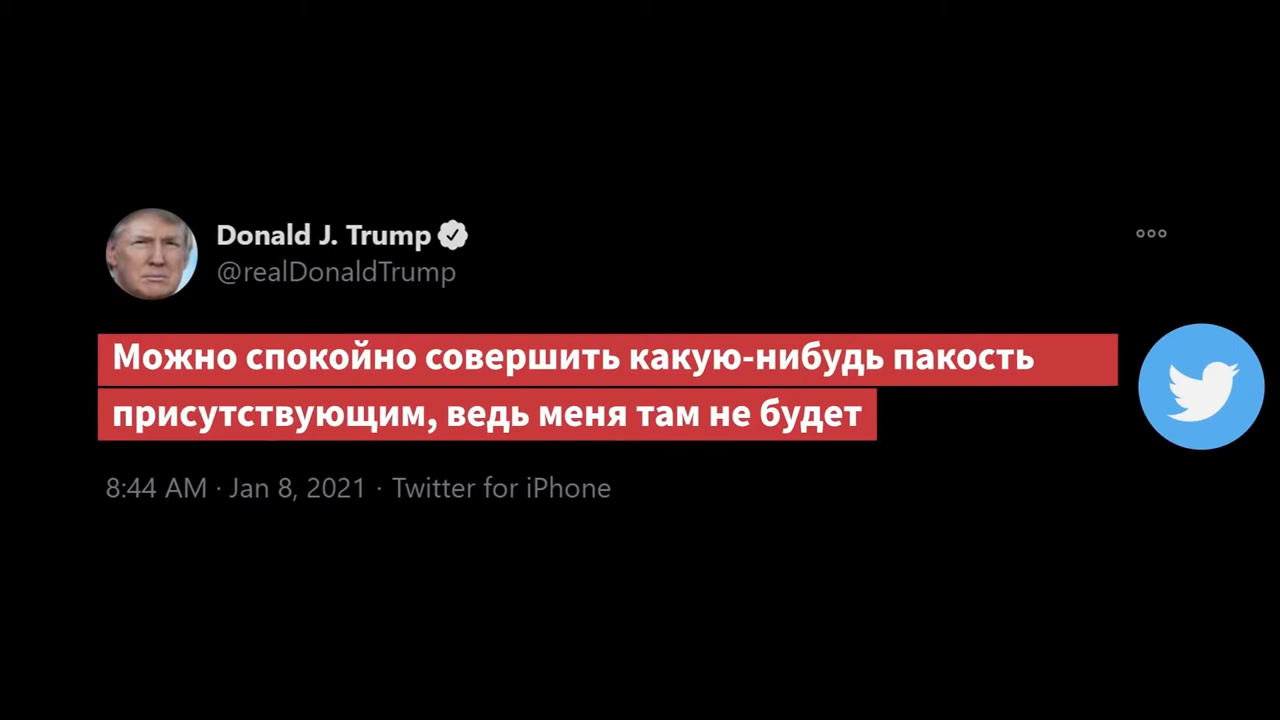 Donald J. Trump
@realDonaldTrump
Можно спокойно совершить какую-нибудь пакость
присутствующим, ведь меня там не будет
8:44 AM · Jan 8, 2021 · Twitter for iPhone